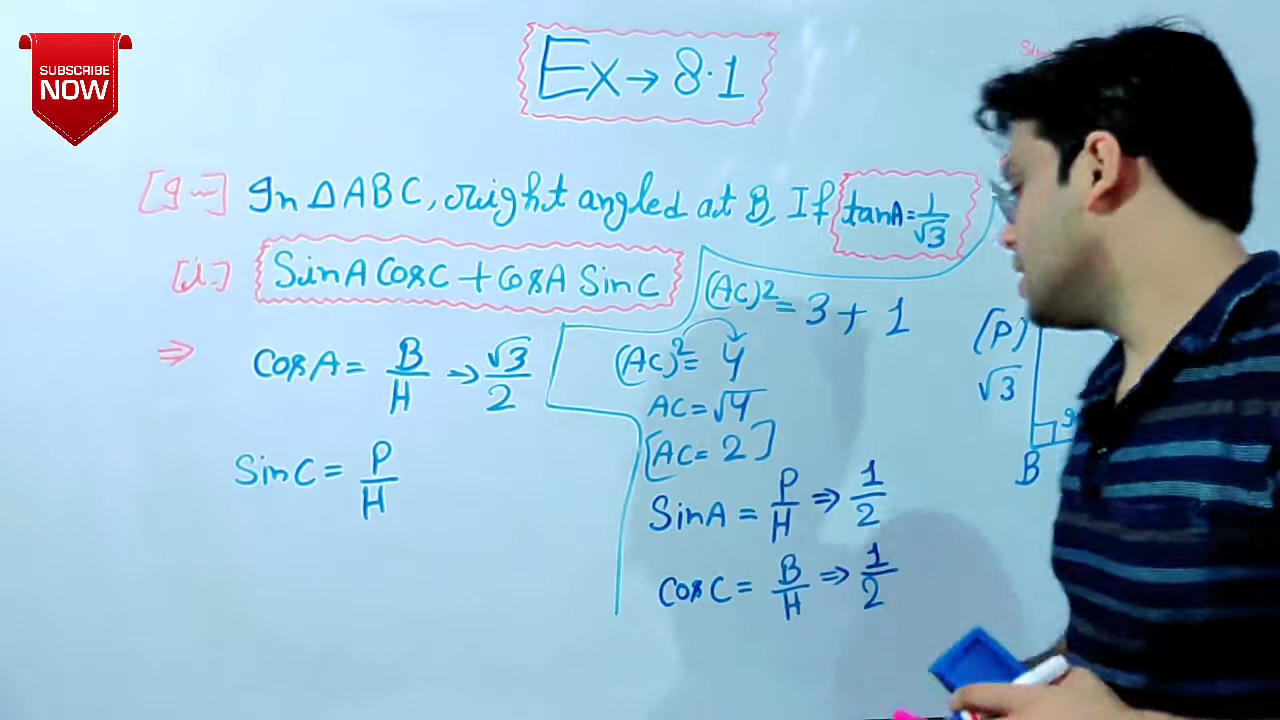 SUBSCRIBE
NOW
Ex → 8.1
In ΔABC, right angled at B, If tanA = 1/√3
[i.] SinA CosC + CosA SinC
(AC)² = 3 + 1
⇒ CosA = B/H → √3/2
(AC)² = 4
AC = √4
[AC = 2]
SinC = P/H
SinA = P/H ⇒ 1/2
CosC = B/H ⇒ 1/2
(P)
√3
B